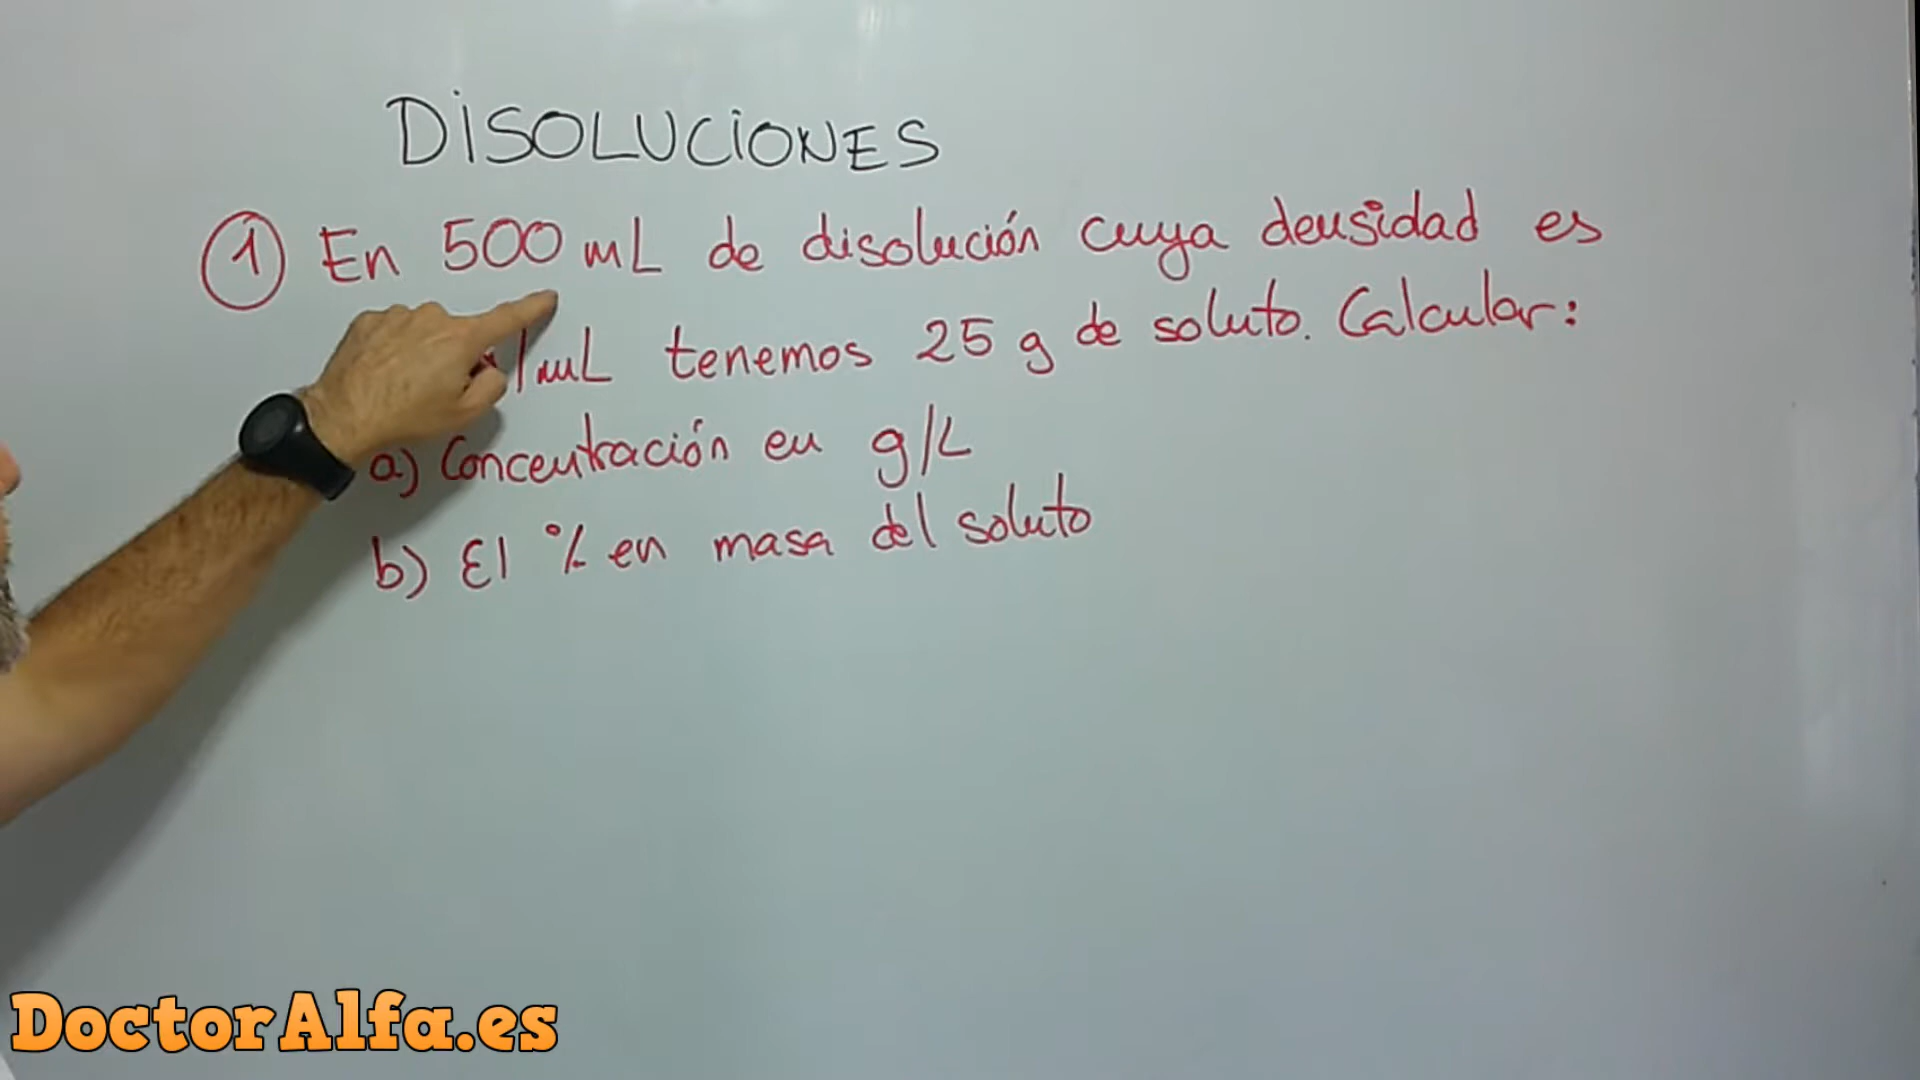 DISOLUCIONES
1 En 500 mL de disolución cuya densidad es
/mL tenemos 25 g de soluto. Calcular:
a) Concentración en g/L
b) El % en masa del soluto
DoctorAlfa.es